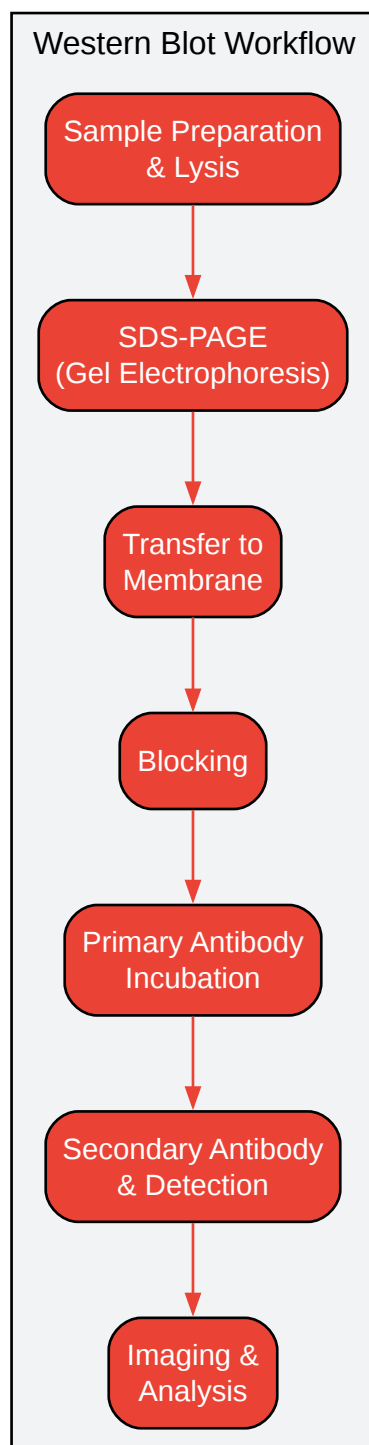 Western Blot Workflow
Sample Preparation
& Lysis
SDS-PAGE
(Gel Electrophoresis)
Transfer to
Membrane
Blocking
Primary Antibody
Incubation
Secondary Antibody
& Detection
Imaging &
Analysis